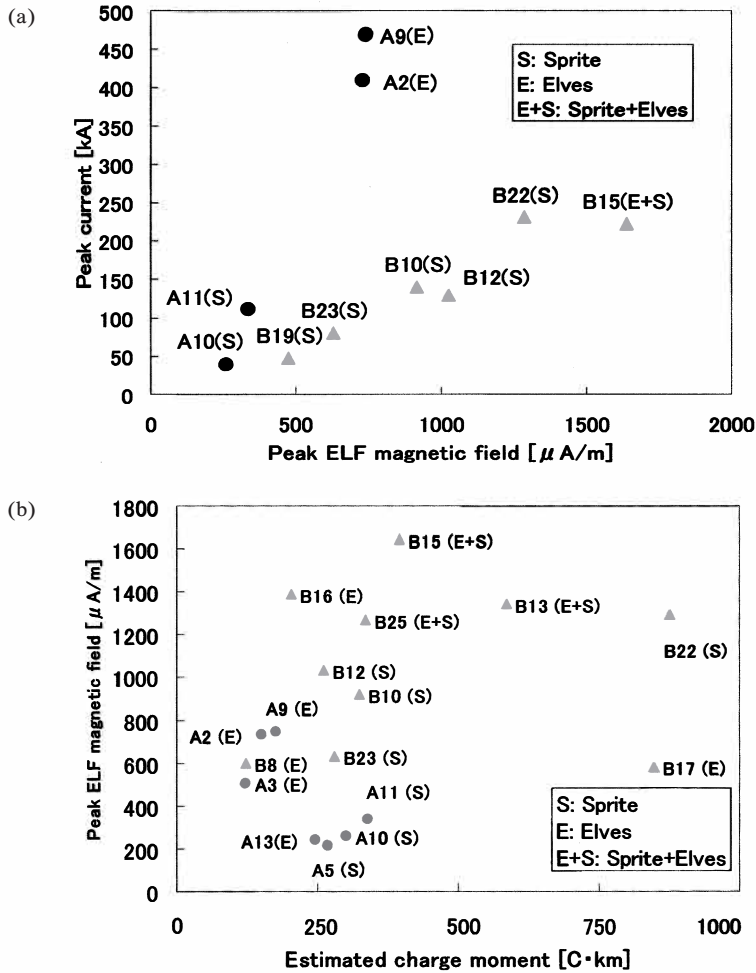 (a)
500
450
400
350
300
250
200
150
100
50
0
Peak current [kA]
A9(E)
A2(E)
S: Sprite
E: Elves
E+S: Sprite+Elves
B22(S)
B15(E+S)
B10(S)
B12(S)
A11(S)
B23(S)
A10(S)
B19(S)
0 500 1000 1500 2000
Peak ELF magnetic field [μA/m]
(b)
1800
1600
1400
1200
1000
800
600
400
200
0
Peak ELF magnetic field [μA/m]
B15 (E+S)
B16 (E)
B13 (E+S)
B25 (E+S)
B22 (S)
B12 (S)
B10 (S)
A9 (E)
A2 (E)
B8 (E)
B23 (S)
B17 (E)
A3 (E)
A11 (S)
A13(E)
A10 (S)
A5 (S)
S: Sprite
E: Elves
E+S: Sprite+Elves
0 250 500 750 1000
Estimated charge moment [C·km]